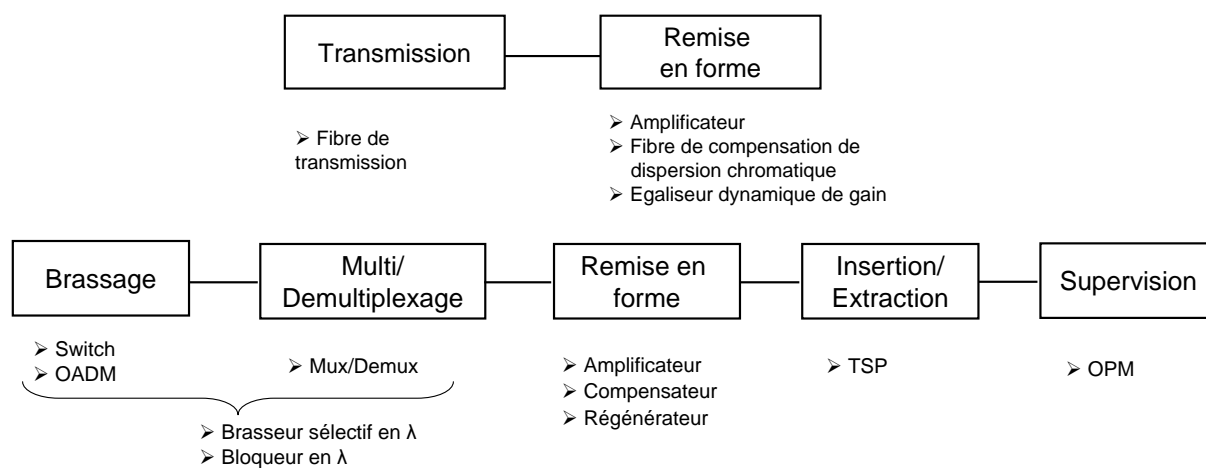 Transmission
Remise
en forme
➢ Fibre de
transmission
➢ Amplificateur
➢ Fibre de compensation de
dispersion chromatique
➢ Egaliseur dynamique de gain
Brassage
Multi/
Demultiplexage
Remise en
forme
Insertion/
Extraction
Supervision
➢ Switch
➢ OADM
➢ Mux/Demux
➢ Amplificateur
➢ Compensateur
➢ Régénérateur
➢ TSP
➢ OPM
➢ Brasseur sélectif en λ
➢ Bloqueur en λ